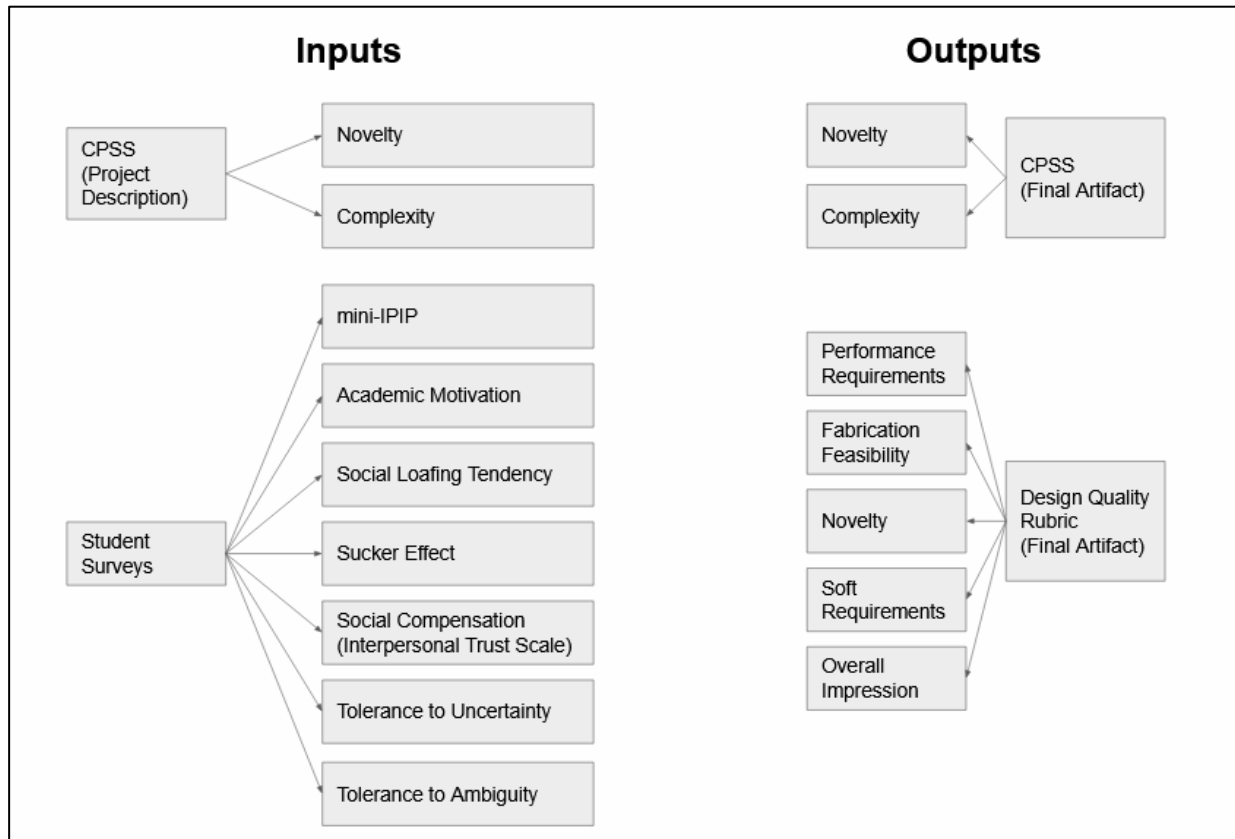 Inputs
CPSS
(Project
Description)
Novelty
Complexity
Student
Surveys
mini-IPIP
Academic Motivation
Social Loafing Tendency
Sucker Effect
Social Compensation
(Interpersonal Trust Scale)
Tolerance to Uncertainty
Tolerance to Ambiguity
Outputs
Novelty
Complexity
CPSS
(Final Artifact)
Performance
Requirements
Fabrication
Feasibility
Novelty
Soft
Requirements
Overall
Impression
Design Quality
Rubric
(Final Artifact)